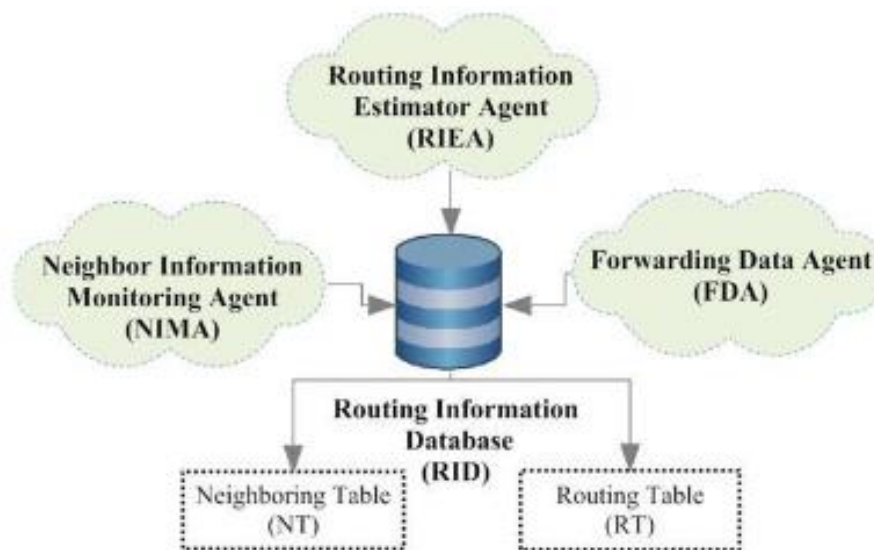 Routing Information
Estimator Agent
(RIEA)
Neighbor Information
Monitoring Agent
(NIMA)
Forwarding Data Agent
(FDA)
Routing Information
Database
(RID)
Neighboring Table
(NT)
Routing Table
(RT)